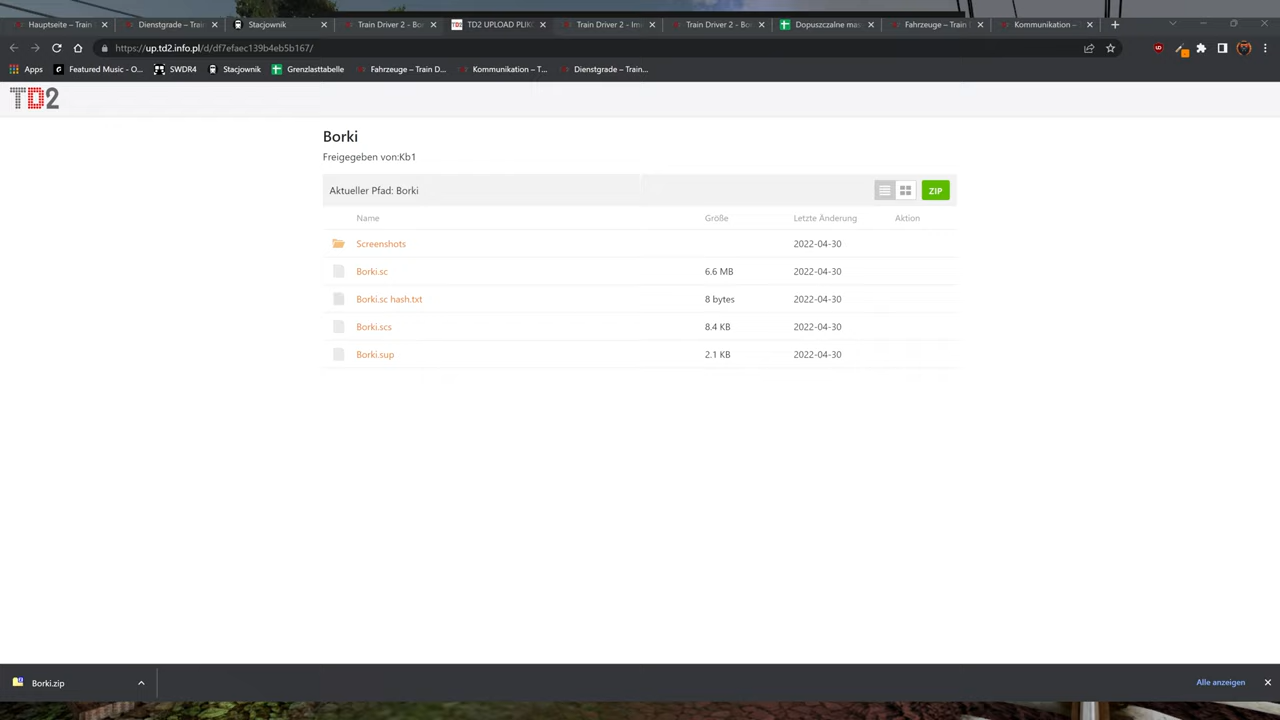 Hauptseite – Train
Dienstgrade – Train
Stacjownik
Train Driver 2 - Bor
TD2 UPLOAD PLIK
Train Driver 2 - Im
Train Driver 2 - Bo
Dopuszczalne mas
Fahrzeuge – Train
Kommunikation –
https://up.td2.info.pl/d/df7efaec139b4eb5b167/
Apps
Featured Music - O...
SWDR4
Stacjownik
Grenzlasttabelle
Fahrzeuge – Train D...
Kommunikation – T...
Dienstgrade – Train...
TD2
Borki
Freigegeben von:Kb1
Aktueller Pfad: Borki
ZIP
Name Größe Letzte Änderung Aktion
Screenshots 2022-04-30
Borki.sc 6.6 MB 2022-04-30
Borki.sc hash.txt 8 bytes 2022-04-30
Borki.scs 8.4 KB 2022-04-30
Borki.sup 2.1 KB 2022-04-30
Borki.zip
Alle anzeigen